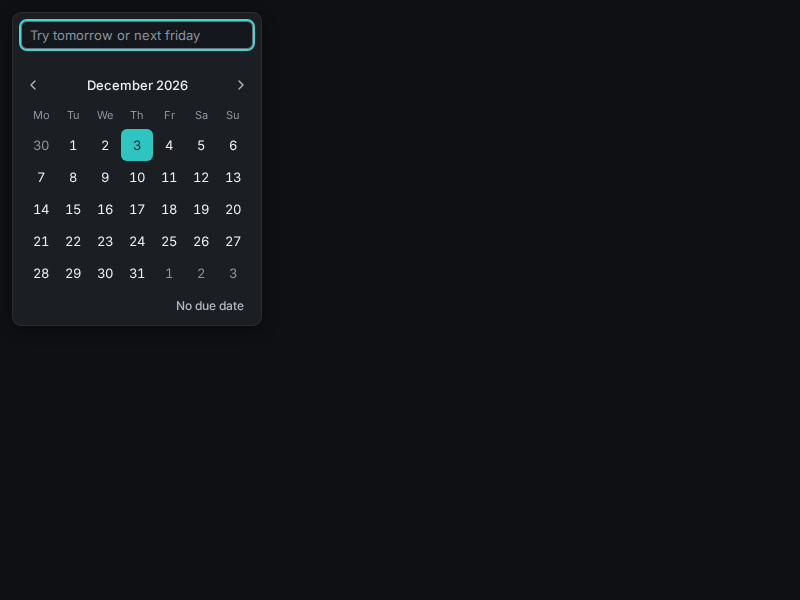 Try tomorrow or next friday
December 2026
Mo Tu We Th Fr Sa Su
30 1 2 3 4 5 6
7 8 9 10 11 12 13
14 15 16 17 18 19 20
21 22 23 24 25 26 27
28 29 30 31 1 2 3
No due date